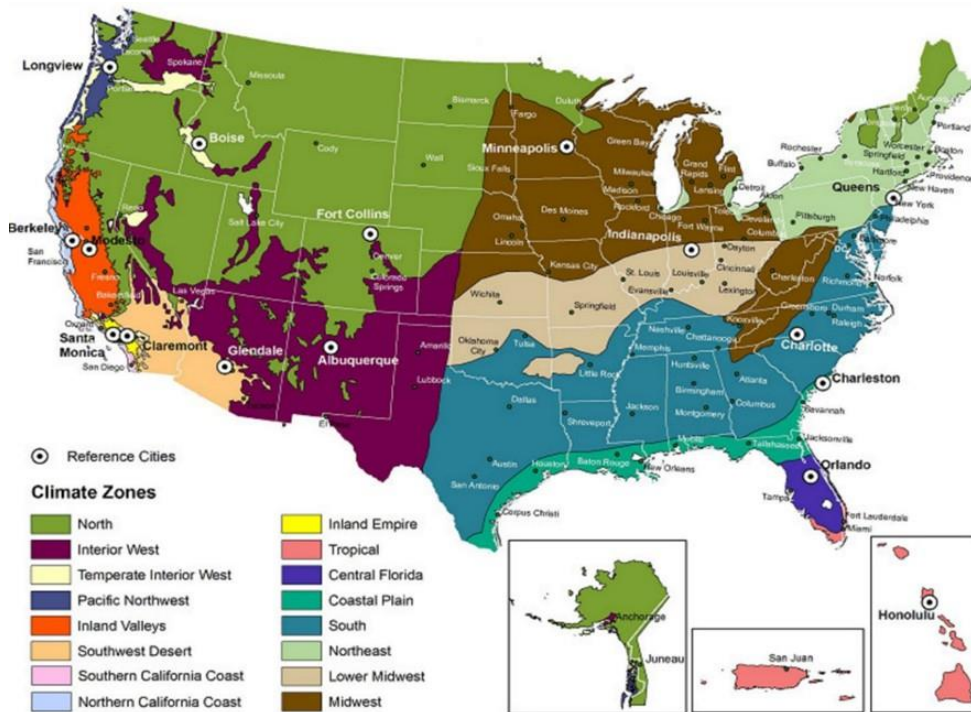 Seattle
Tacoma
Spokane
Longview
Portland
Missoula
Bismarck
Duluth
Fargo
Boise
Cody
Wall
Minneapolis
Green Bay
Sioux Falls
Rochester
Buffalo
Worcester
Springfield
Hartford
Boston
Providence
New Haven
Portland
Queens
New York
Philadelphia
Grand
Rapids
Flint
Lansing
Detroit
Milwaukee
Madison
Rockford
Chicago
Cleveland
Pittsburgh
Fort Wayne
Columbus
Reno
Salt Lake City
Fort Collins
Omaha
Lincoln
Des Moines
Indianapolis
Dayton
Cincinnati
Berkeley
San
Francisco
Modesto
Fresno
Bakersfield
Las Vegas
Denver
Colorado
Springs
Kansas City
St. Louis
Louisville
Evansville
Lexington
Charleston
Richmond
Norfolk
Wichita
Springfield
Greensboro
Durham
Raleigh
Knoxville
Nashville
Chattanooga
Santa
Monica
Claremont
San Diego
Glendale
Albuquerque
Amarillo
Lubbock
Oklahoma
City
Tulsa
Memphis
Little Rock
Huntsville
Charlotte
Charleston
Atlanta
Birmingham
Columbus
Montgomery
Savannah
Dallas
Shreveport
Jackson
Mobile
Tallahassee
Jacksonville
Austin
San Antonio
Houston
Baton Rouge
New Orleans
Corpus Christi
Orlando
Tampa
Fort Lauderdale
Miami
Reference Cities
Climate Zones
North
Interior West
Temperate Interior West
Pacific Northwest
Inland Valleys
Southwest Desert
Southern California Coast
Northern California Coast
Inland Empire
Tropical
Central Florida
Coastal Plain
South
Northeast
Lower Midwest
Midwest
Anchorage
Juneau
San Juan
Honolulu